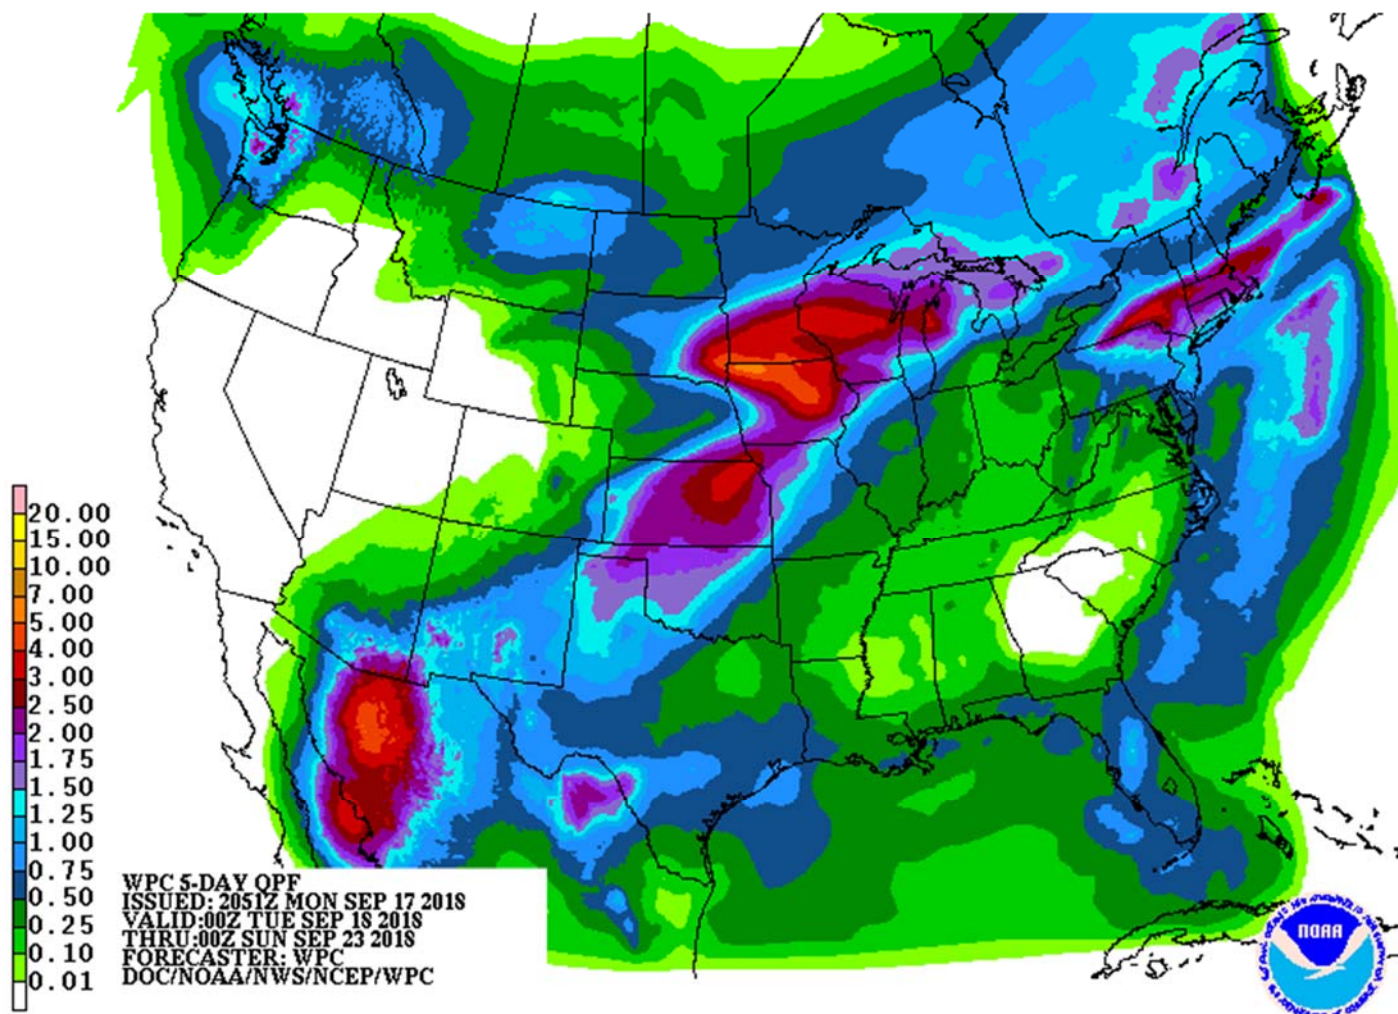 20.00
15.00
10.00
7.00
5.00
4.00
3.00
2.50
2.00
1.75
1.50
1.25
1.00
0.75
0.50
0.25
0.10
0.01
WPC 5-DAY QPF
ISSUED: 2051Z MON SEP 17 2018
VALID:00Z TUE SEP 18 2018
THRU:00Z SUN SEP 23 2018
FORECASTER: WPC
DOC/NOAA/NWS/NCEP/WPC
NOAA